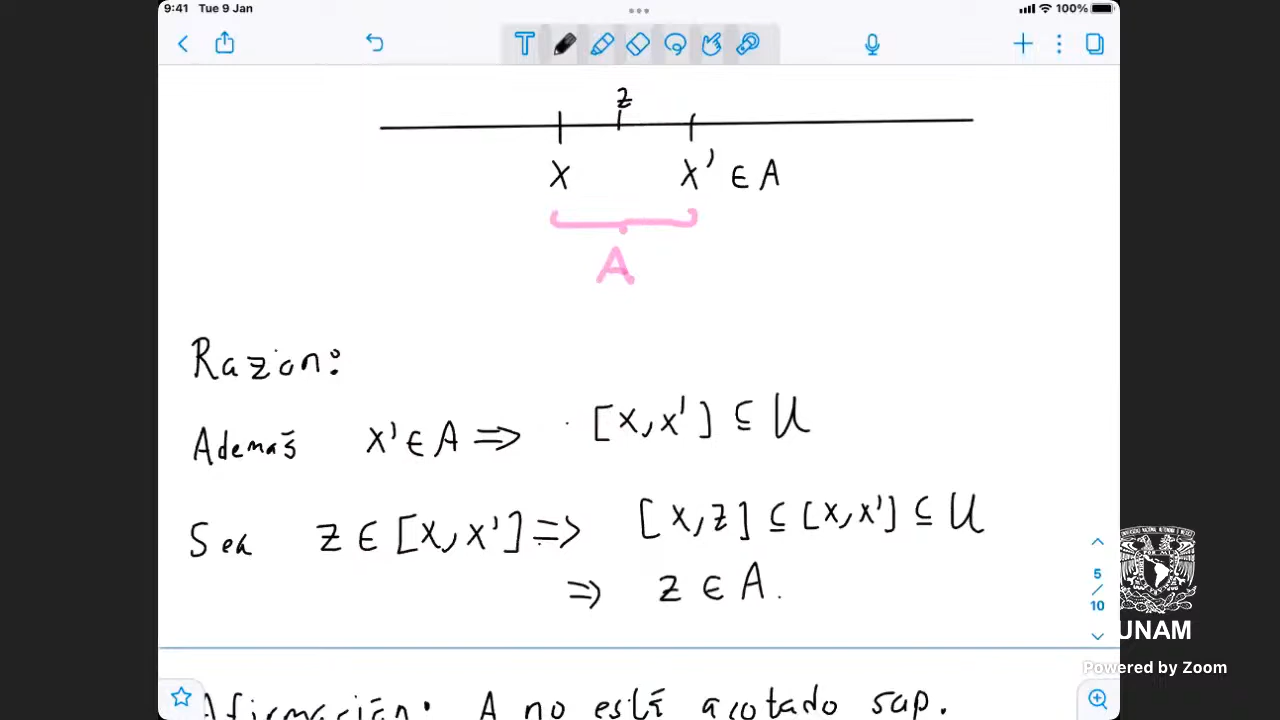 9:41 Tue 9 Jan
100%
z
x x' ∈ A
A
Razon:
Además x' ∈ A ⇒ [x, x'] ⊆ U
Sea z ∈ [x, x'] ⇒ [x, z] ⊆ [x, x'] ⊆ U
⇒ z ∈ A.
5
/
10
UNAM
Powered by Zoom
Afirmación: A no está acotado sup.